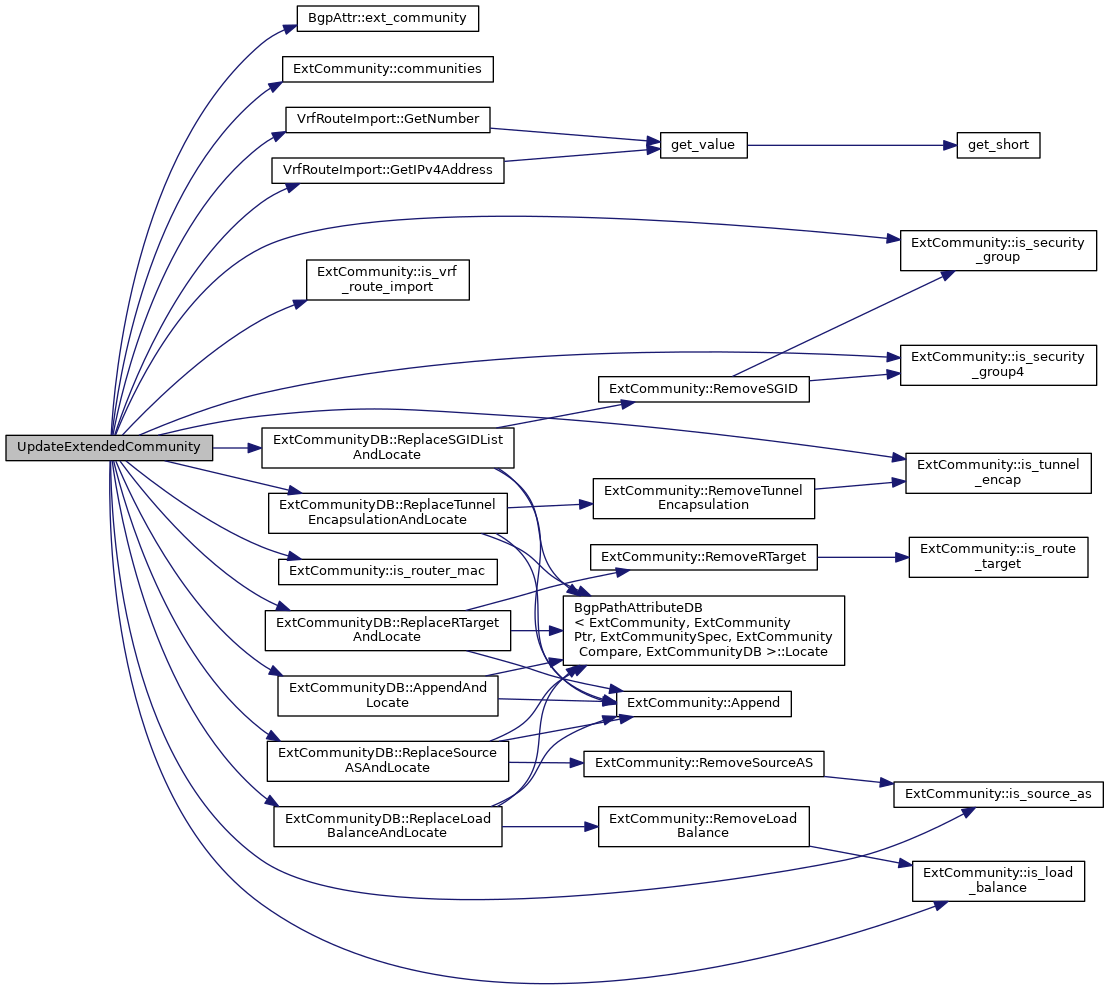 UpdateExtendedCommunity
BgpAttr::ext_community
ExtCommunity::communities
VrfRouteImport::GetNumber
VrfRouteImport::GetIPv4Address
get_value
get_short
ExtCommunity::is_security
_group
ExtCommunity::is_vrf
_route_import
ExtCommunity::is_security
_group4
ExtCommunity::RemoveSGID
ExtCommunityDB::ReplaceSGIDList
AndLocate
ExtCommunity::is_tunnel
_encap
ExtCommunityDB::ReplaceTunnel
EncapsulationAndLocate
ExtCommunity::RemoveTunnel
Encapsulation
ExtCommunity::is_router_mac
ExtCommunity::RemoveRTarget
ExtCommunity::is_route
_target
ExtCommunityDB::ReplaceRTarget
AndLocate
BgpPathAttributeDB
< ExtCommunity, ExtCommunity
Ptr, ExtCommunitySpec, ExtCommunity
Compare, ExtCommunityDB >::Locate
ExtCommunityDB::AppendAnd
Locate
ExtCommunity::Append
ExtCommunityDB::ReplaceSource
ASAndLocate
ExtCommunity::RemoveSourceAS
ExtCommunity::is_source_as
ExtCommunityDB::ReplaceLoad
BalanceAndLocate
ExtCommunity::RemoveLoad
Balance
ExtCommunity::is_load
_balance